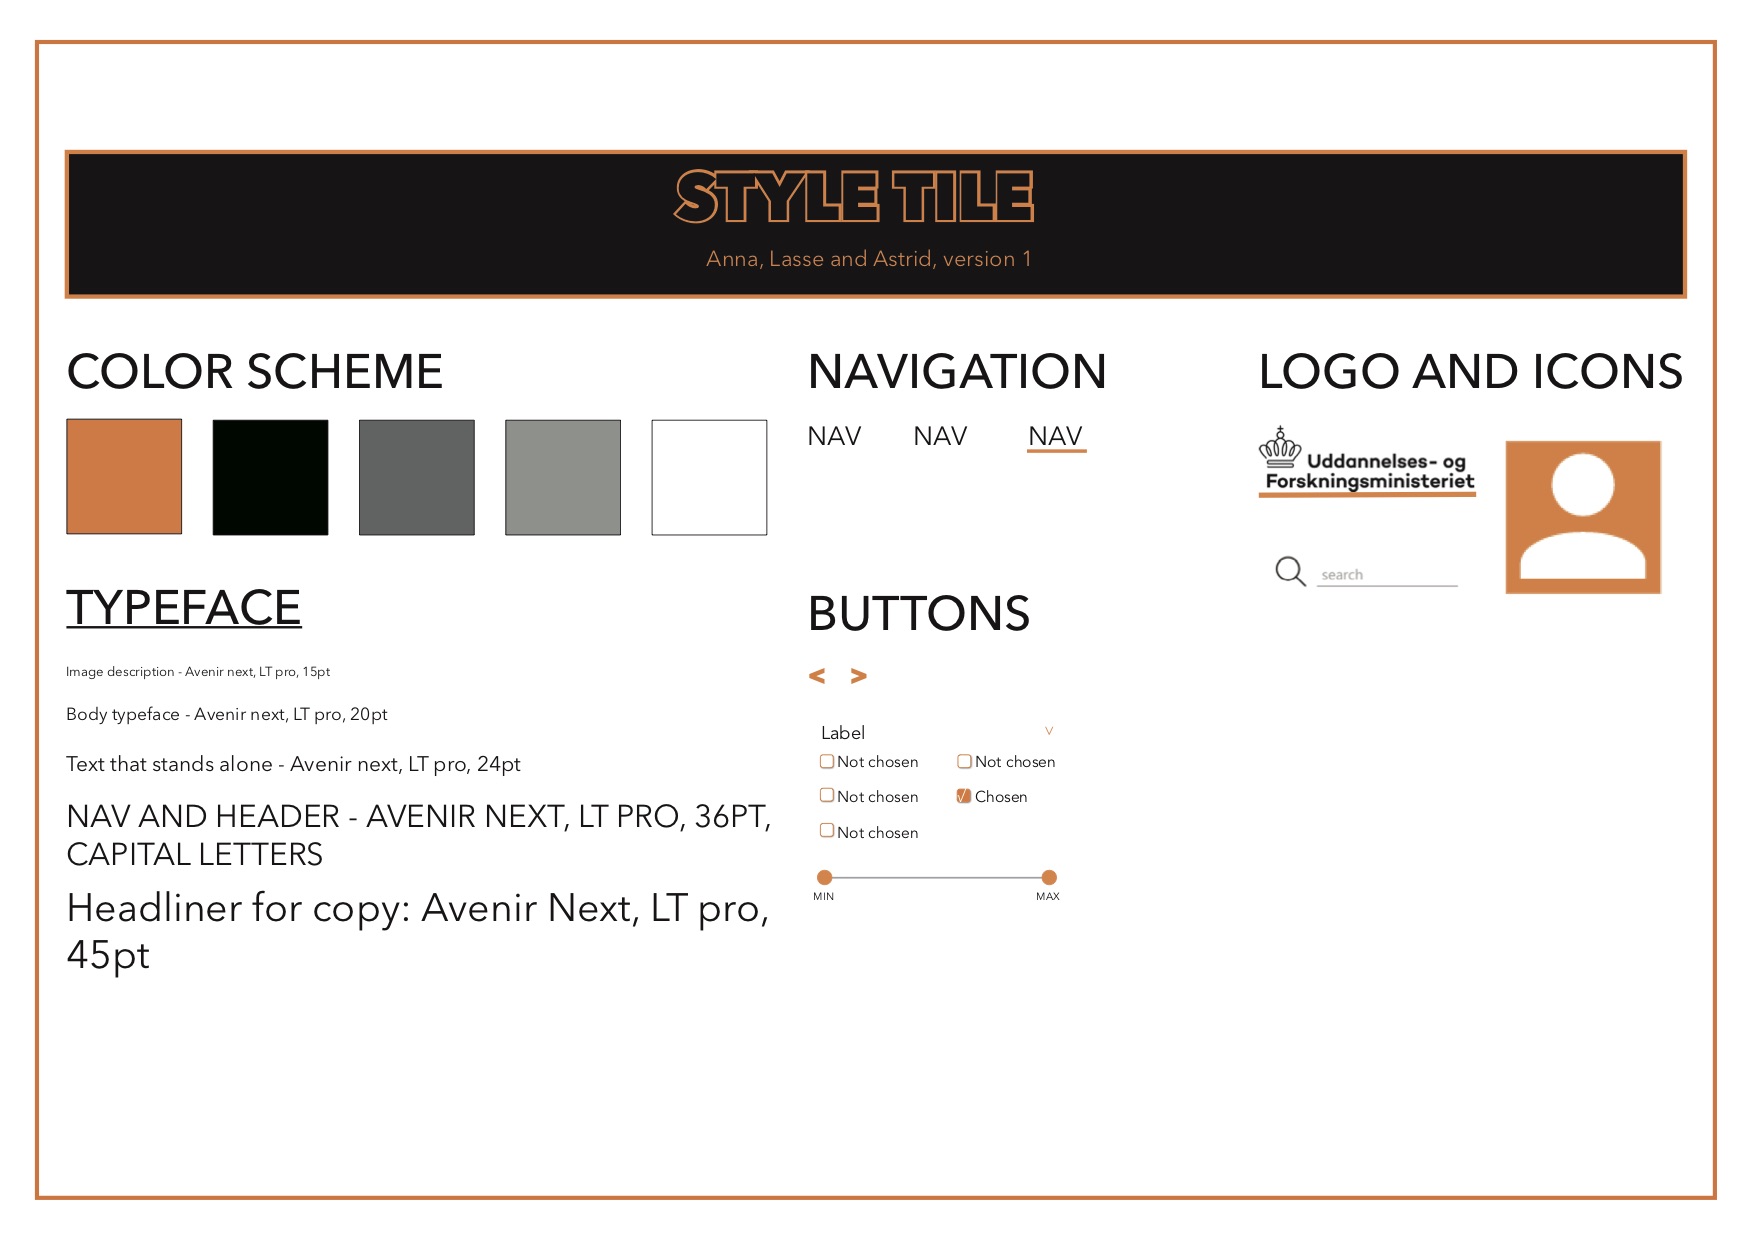 STYLE TILE
Anna, Lasse and Astrid, version 1
COLOR SCHEME
TYPEFACE
Image description - Avenir next, LT pro, 15pt
Body typeface - Avenir next, LT pro, 20pt
Text that stands alone - Avenir next, LT pro, 24pt
NAV AND HEADER - AVENIR NEXT, LT PRO, 36PT,
CAPITAL LETTERS
Headliner for copy: Avenir Next, LT pro,
45pt
NAVIGATION
NAV NAV NAV
BUTTONS
< >
Label V
Not chosen Not chosen
Not chosen Chosen
Not chosen
MIN MAX
LOGO AND ICONS
Uddannelses- og
Forskningsministeriet
search